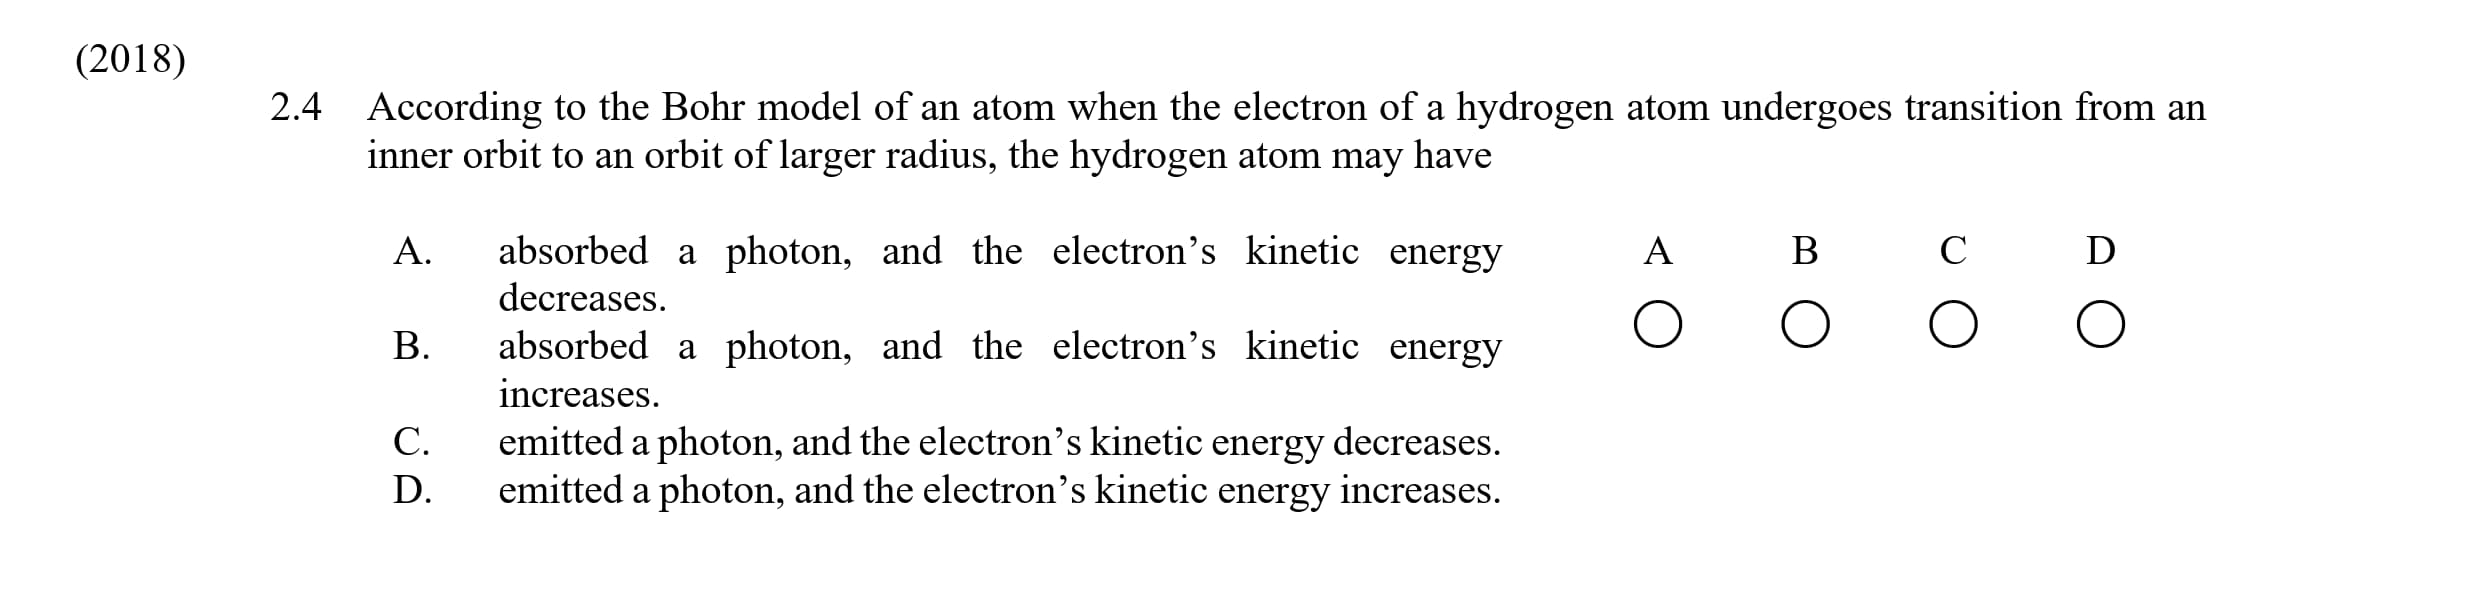 (2018)
2.4 According to the Bohr model of an atom when the electron of a hydrogen atom undergoes transition from an
inner orbit to an orbit of larger radius, the hydrogen atom may have
A. absorbed a photon, and the electron’s kinetic energy
decreases.
B. absorbed a photon, and the electron’s kinetic energy
increases.
C. emitted a photon, and the electron’s kinetic energy decreases.
D. emitted a photon, and the electron’s kinetic energy increases.
A B C D